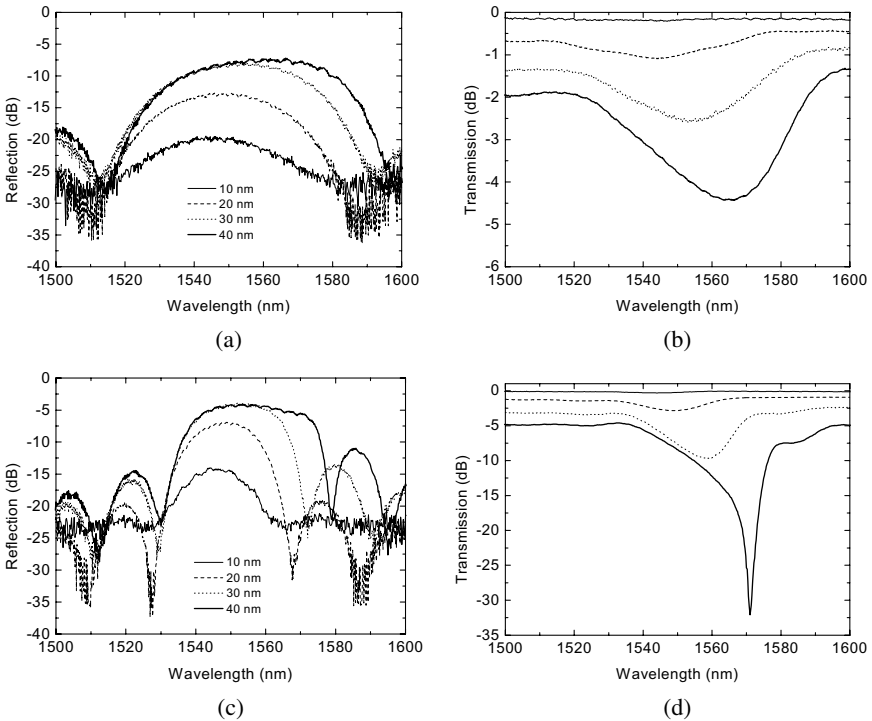 0
-5
-10
-15
-20
-25
-30
-35
-40
Reflection (dB)
10 nm
20 nm
30 nm
40 nm
1500 1520 1540 1560 1580 1600
Wavelength (nm)
(a)
0
-1
-2
-3
-4
-5
-6
Transmission (dB)
1500 1520 1540 1560 1580 1600
Wavelength (nm)
(b)
0
-5
-10
-15
-20
-25
-30
-35
-40
Reflection (dB)
10 nm
20 nm
30 nm
40 nm
1500 1520 1540 1560 1580 1600
Wavelength (nm)
(c)
0
-5
-10
-15
-20
-25
-30
-35
Transmission (dB)
1500 1520 1540 1560 1580 1600
Wavelength (nm)
(d)